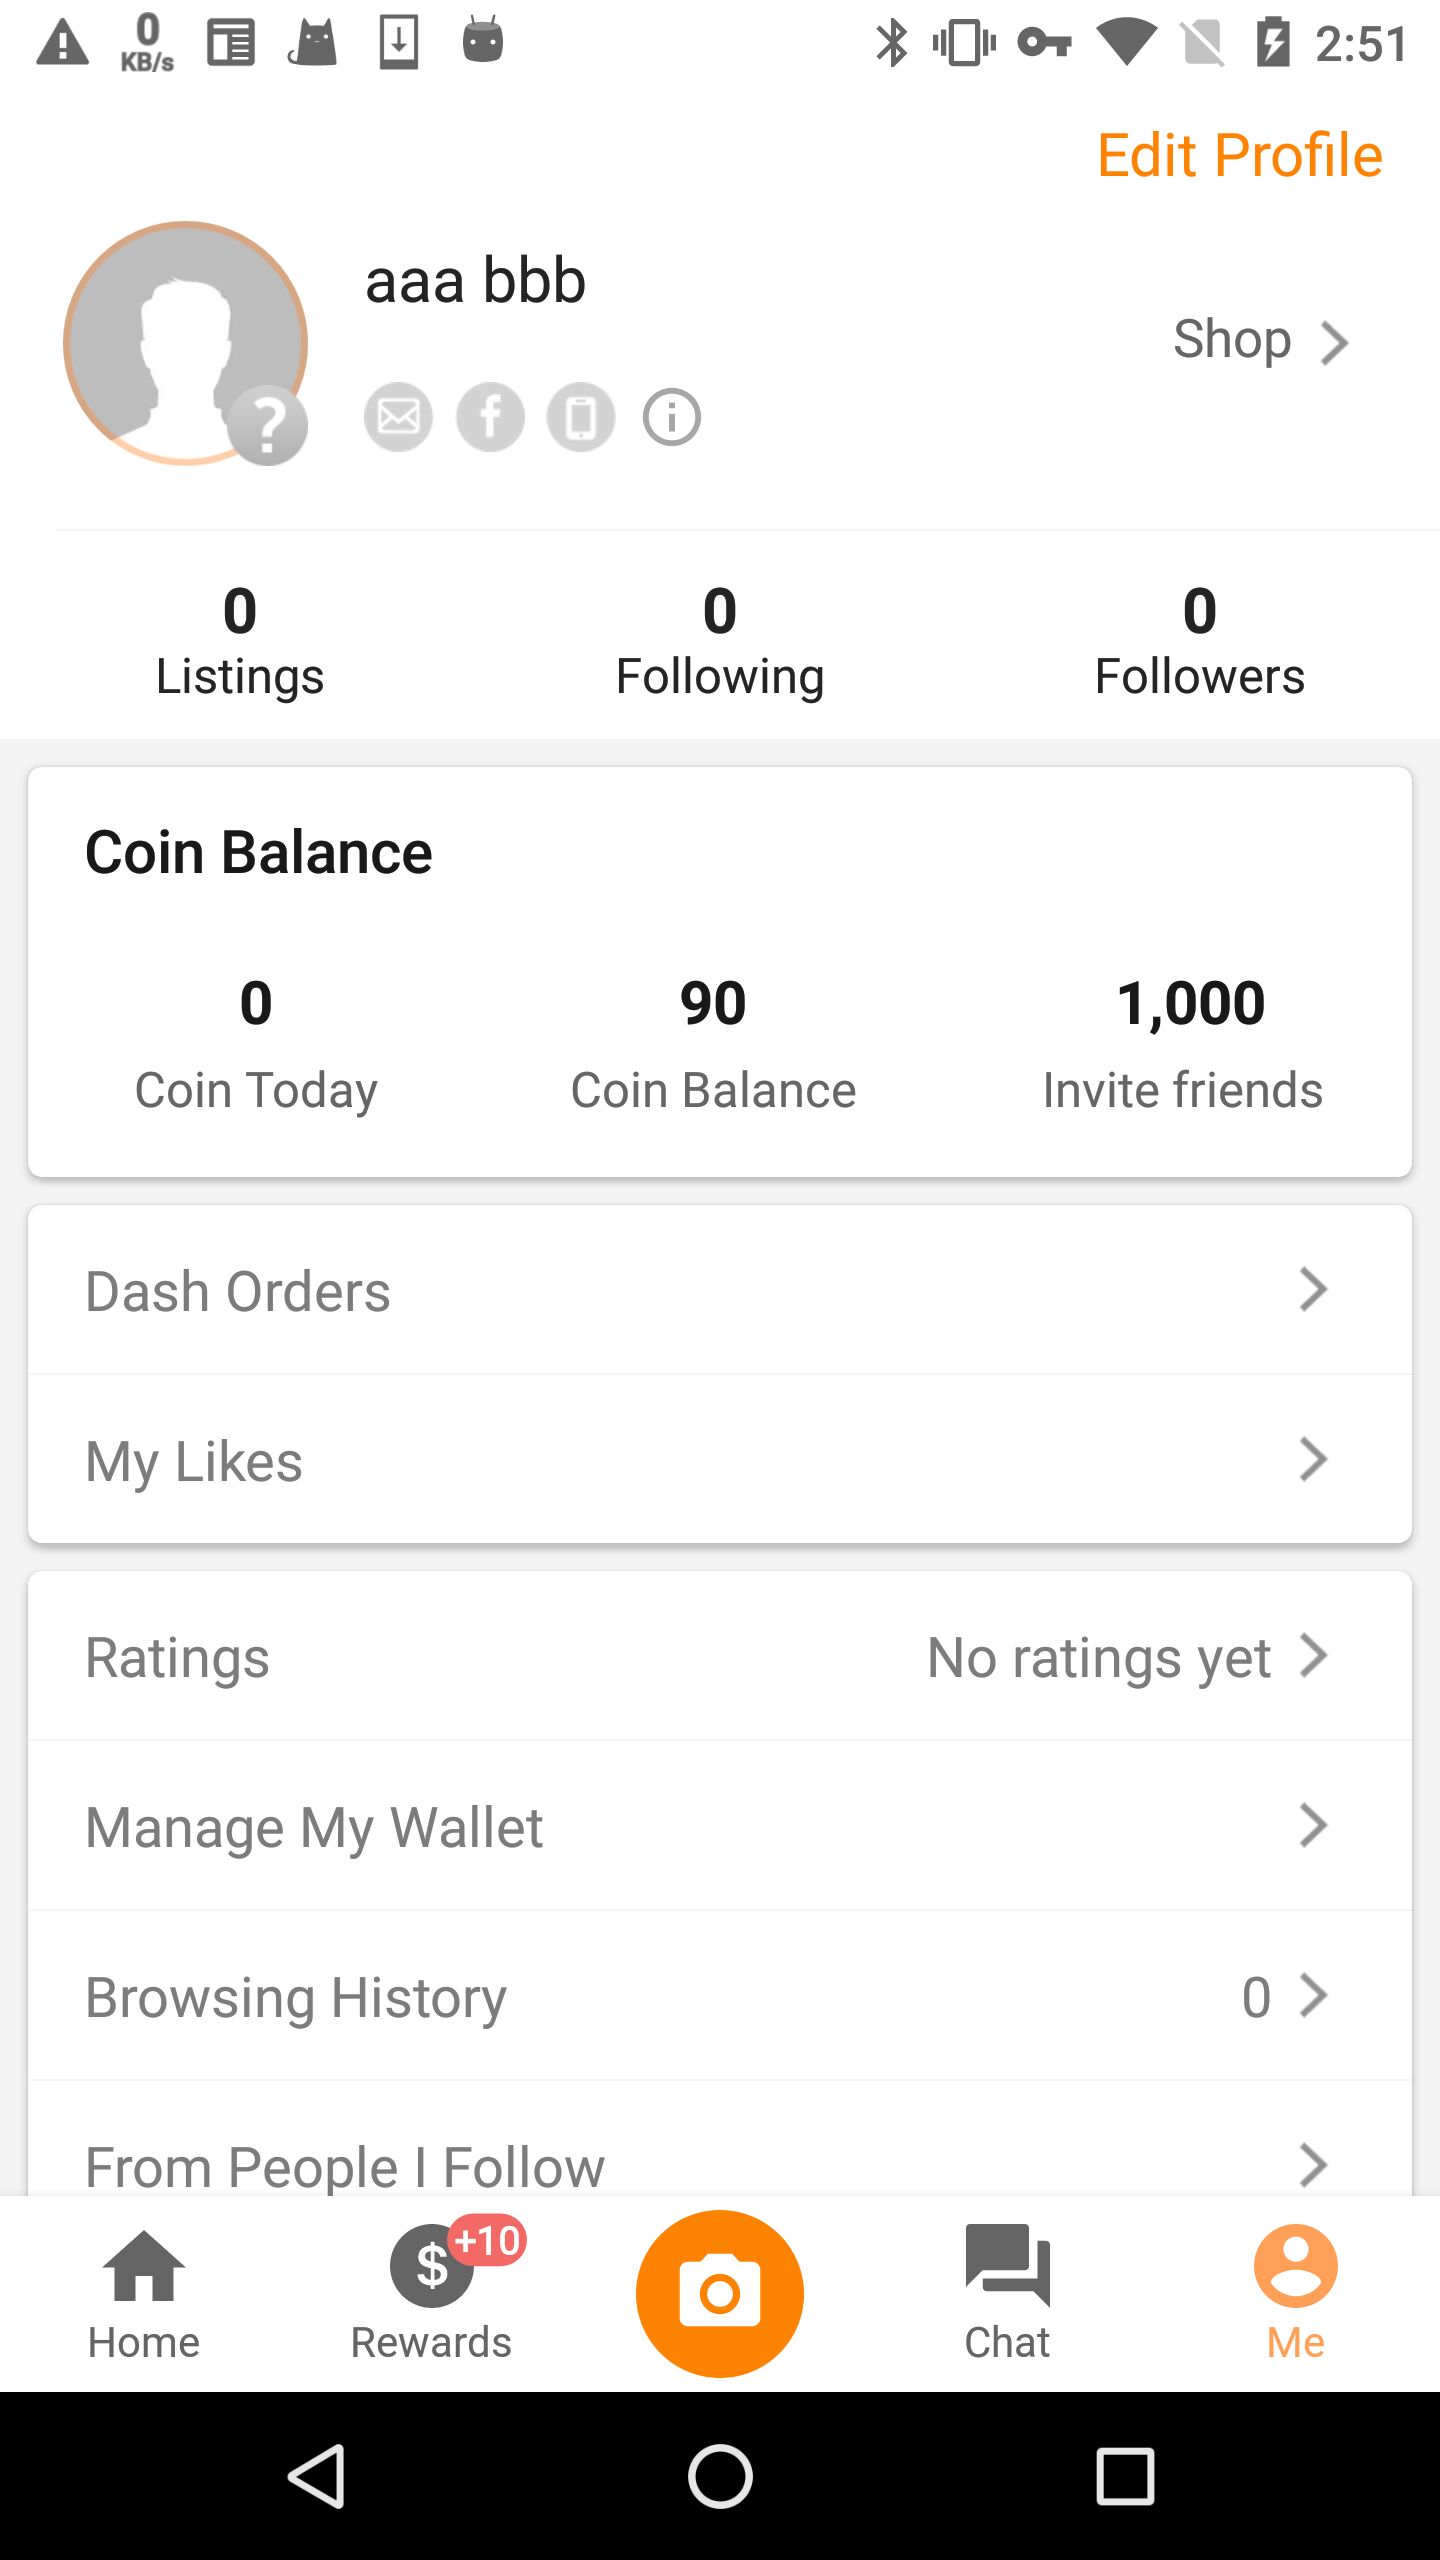 0
KB/s
2:51
Edit Profile
aaa bbb
Shop
0
Listings
0
Following
0
Followers
Coin Balance
0
Coin Today
90
Coin Balance
1,000
Invite friends
Dash Orders
My Likes
Ratings No ratings yet
Manage My Wallet
Browsing History 0
From People I Follow
+10
Home
Rewards
Chat
Me